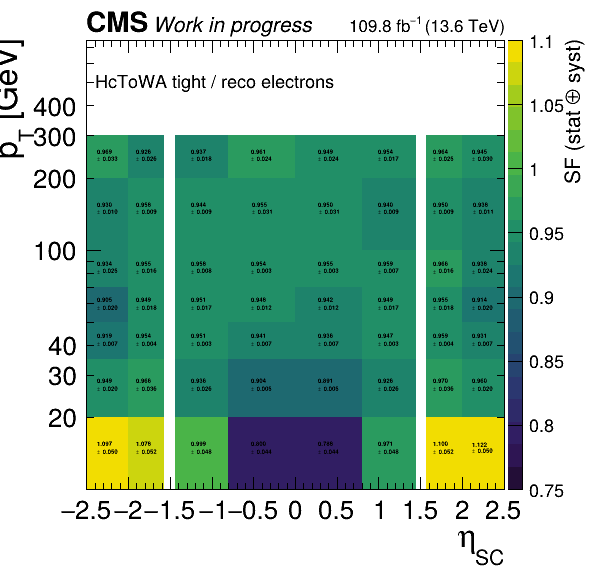 CMS Work in progress 109.8 fb⁻¹ (13.6 TeV)
HcToWA tight / reco electrons
p_T [GeV]
400
300
200
100
40
30
20
0.969 ± 0.033 0.926 ± 0.026 0.937 ± 0.018 0.961 ± 0.024 0.949 ± 0.024 0.954 ± 0.017 0.964 ± 0.025 0.945 ± 0.030
0.930 ± 0.010 0.958 ± 0.009 0.944 ± 0.009 0.955 ± 0.031 0.950 ± 0.031 0.940 ± 0.009 0.950 ± 0.009 0.938 ± 0.011
0.934 ± 0.025 0.955 ± 0.016 0.956 ± 0.008 0.954 ± 0.003 0.955 ± 0.003 0.959 ± 0.007 0.966 ± 0.016 0.936 ± 0.024
0.905 ± 0.020 0.949 ± 0.018 0.951 ± 0.017 0.948 ± 0.012 0.942 ± 0.012 0.949 ± 0.017 0.955 ± 0.018 0.914 ± 0.020
0.919 ± 0.007 0.954 ± 0.004 0.951 ± 0.003 0.941 ± 0.007 0.936 ± 0.007 0.947 ± 0.003 0.959 ± 0.004 0.931 ± 0.007
0.949 ± 0.029 0.966 ± 0.036 0.936 ± 0.026 0.904 ± 0.005 0.891 ± 0.005 0.928 ± 0.026 0.970 ± 0.036 0.960 ± 0.029
1.097 ± 0.050 1.078 ± 0.052 0.999 ± 0.048 ± 0.044 ± 0.044 0.971 ± 0.048 1.100 ± 0.052 1.122 ± 0.050
−2.5 −2 −1.5 −1 −0.5 0 0.5 1 1.5 2 2.5
η_SC
1.1
1.05
1
0.95
0.9
0.85
0.8
0.75
SF (stat ⊕ syst)